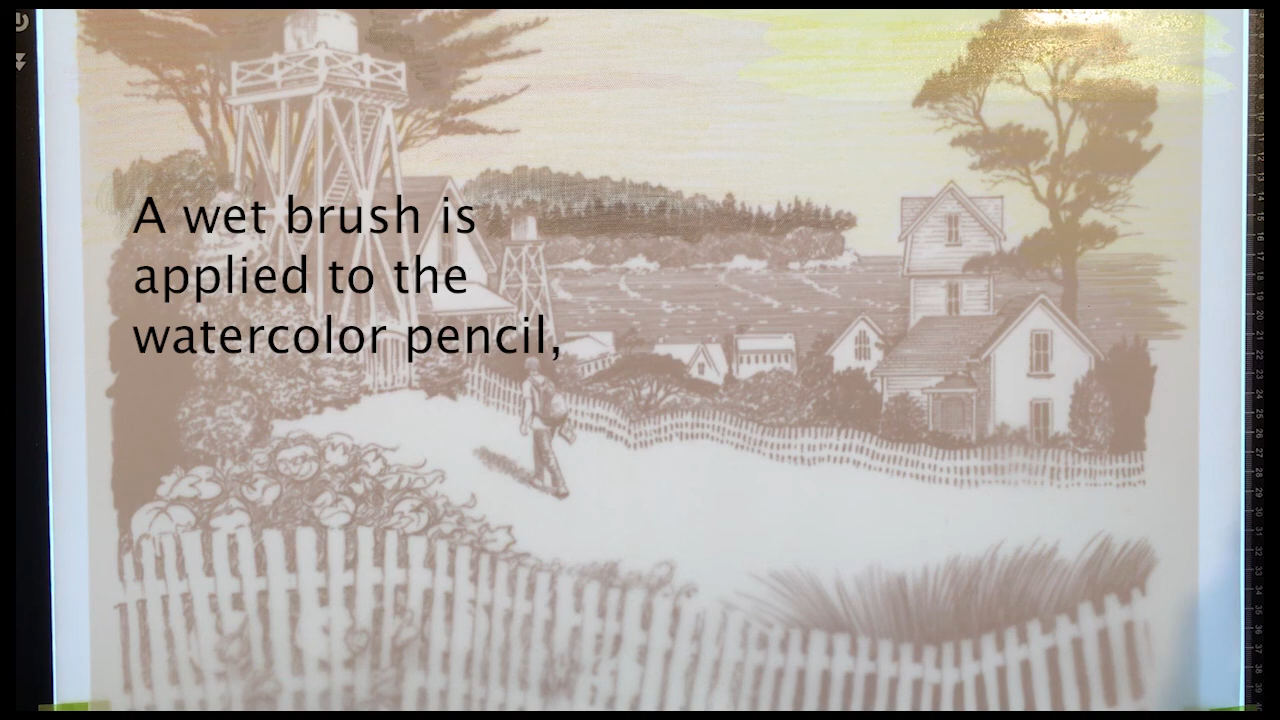 A wet brush is
applied to the
watercolor pencil,